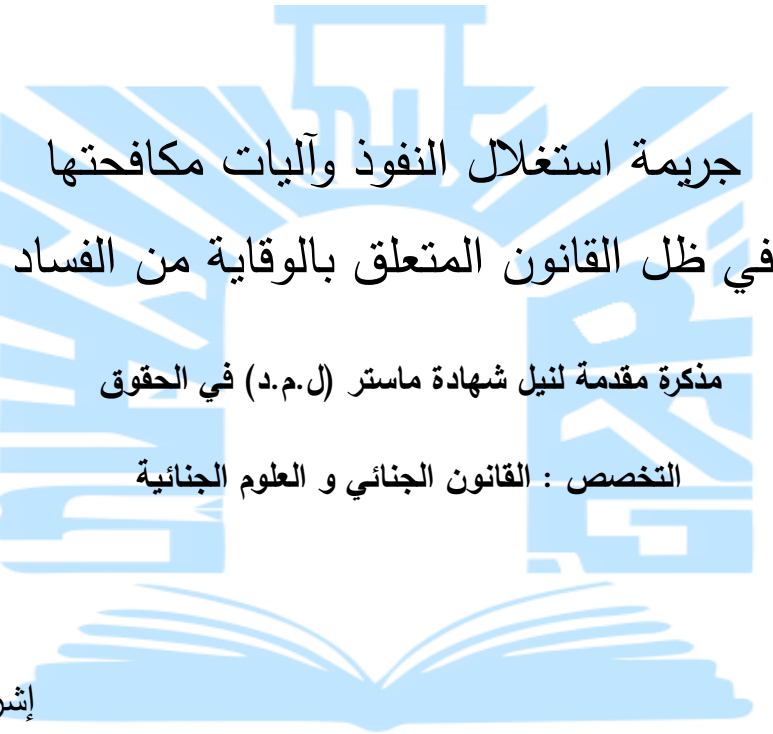 جريمة استغلال النفوذ وآليات مكافحتها
في ظل القانون المتعلق بالوقاية من الفساد
مذكرة مقدمة لنيل شهادة ماستر (ل.م.د) في الحقوق
التخصص : القانون الجنائي و العلوم الجنائية